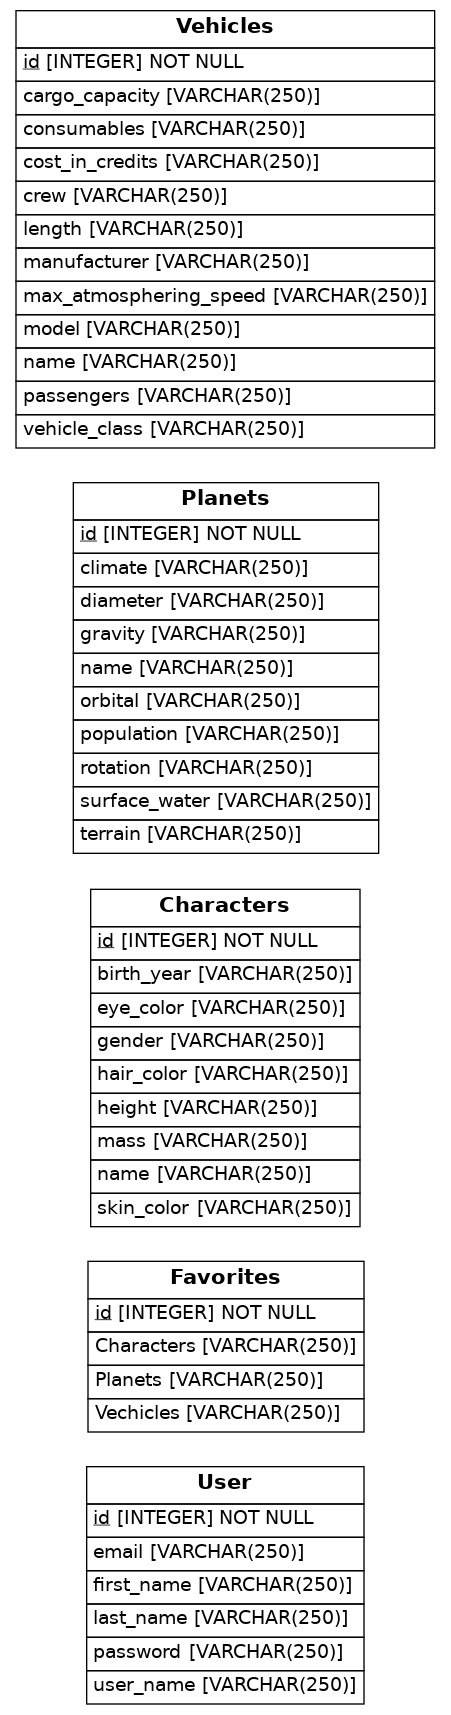 Vehicles
id [INTEGER] NOT NULL
cargo_capacity [VARCHAR(250)]
consumables [VARCHAR(250)]
cost_in_credits [VARCHAR(250)]
crew [VARCHAR(250)]
length [VARCHAR(250)]
manufacturer [VARCHAR(250)]
max_atmosphering_speed [VARCHAR(250)]
model [VARCHAR(250)]
name [VARCHAR(250)]
passengers [VARCHAR(250)]
vehicle_class [VARCHAR(250)]
Planets
id [INTEGER] NOT NULL
climate [VARCHAR(250)]
diameter [VARCHAR(250)]
gravity [VARCHAR(250)]
name [VARCHAR(250)]
orbital [VARCHAR(250)]
population [VARCHAR(250)]
rotation [VARCHAR(250)]
surface_water [VARCHAR(250)]
terrain [VARCHAR(250)]
Characters
id [INTEGER] NOT NULL
birth_year [VARCHAR(250)]
eye_color [VARCHAR(250)]
gender [VARCHAR(250)]
hair_color [VARCHAR(250)]
height [VARCHAR(250)]
mass [VARCHAR(250)]
name [VARCHAR(250)]
skin_color [VARCHAR(250)]
Favorites
id [INTEGER] NOT NULL
Characters [VARCHAR(250)]
Planets [VARCHAR(250)]
Vechicles [VARCHAR(250)]
User
id [INTEGER] NOT NULL
email [VARCHAR(250)]
first_name [VARCHAR(250)]
last_name [VARCHAR(250)]
password [VARCHAR(250)]
user_name [VARCHAR(250)]